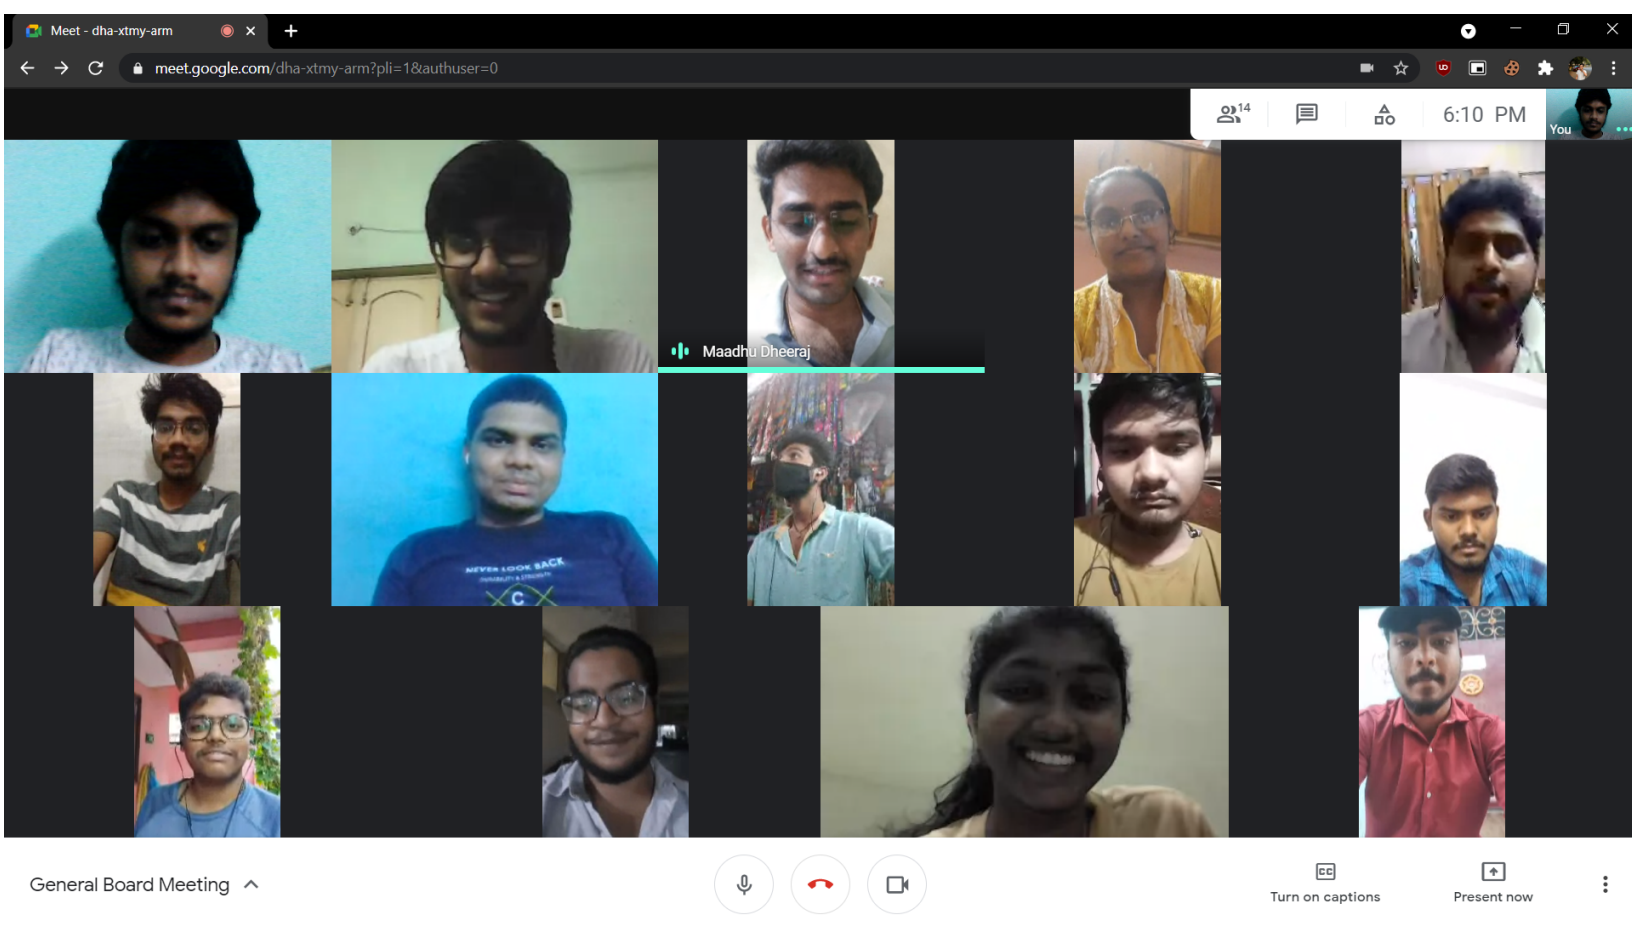 Meet - dha-xtmy-arm
meet.google.com/dha-xtmy-arm?pli=1&authuser=0
14
6:10 PM
You
Maadhu Dheeraj
NEVER LOOK BACK
C
General Board Meeting
Turn on captions
Present now
CC